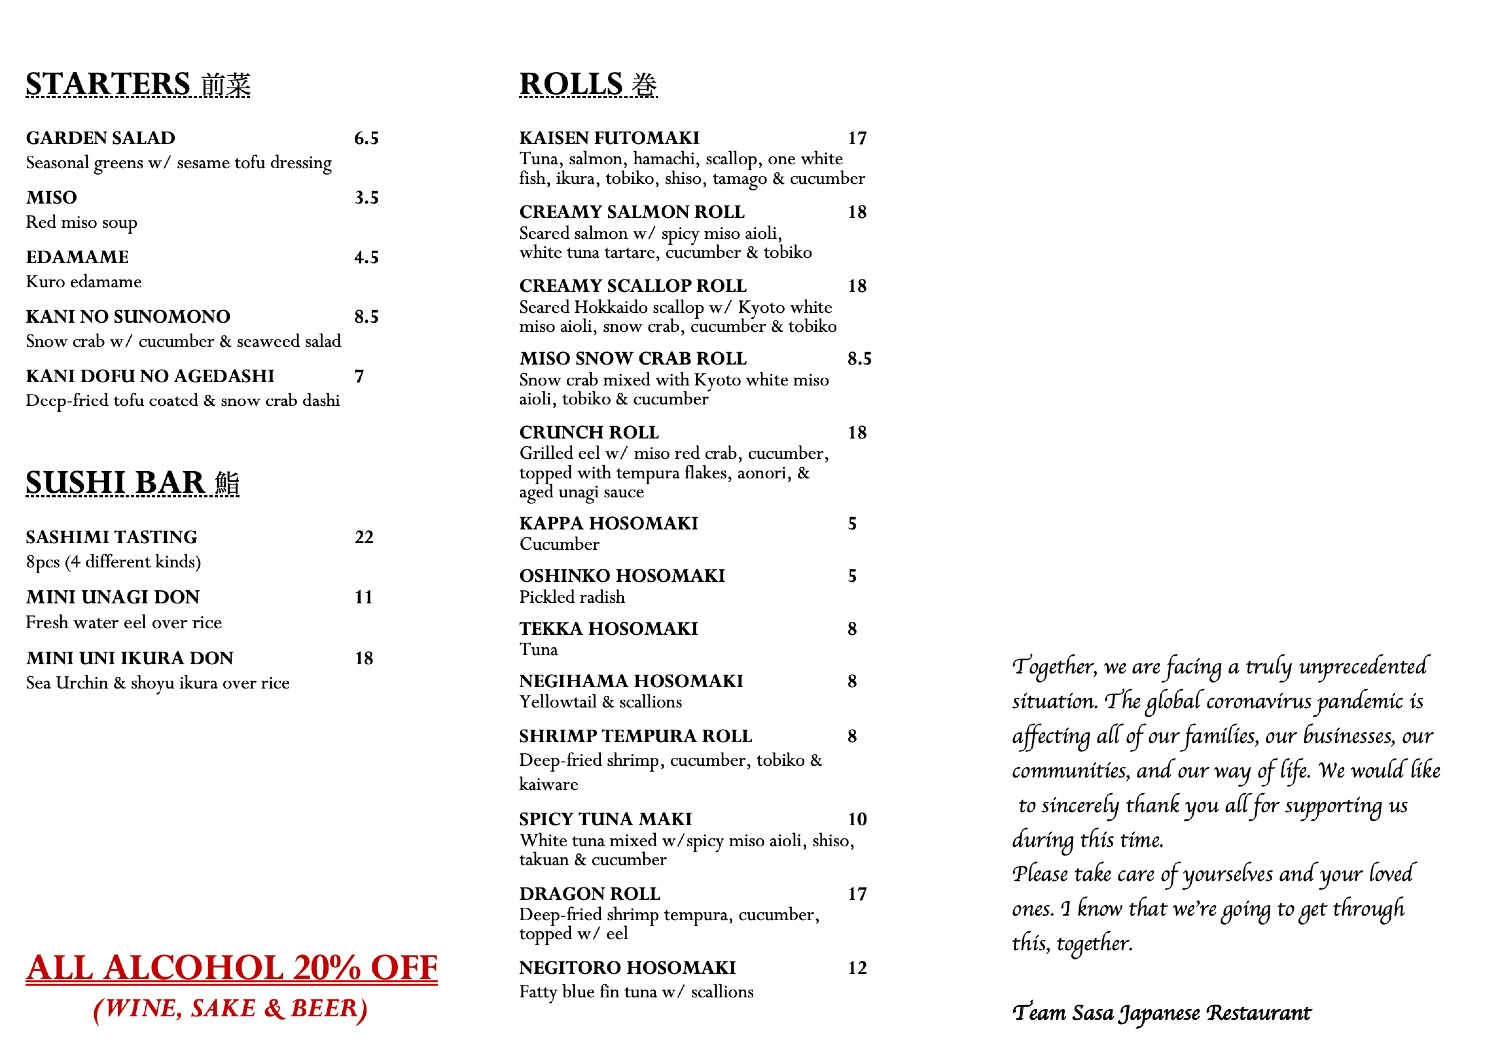 STARTERS 前菜
GARDEN SALAD 6.5
Seasonal greens w/ sesame tofu dressing
MISO 3.5
Red miso soup
EDAMAME 4.5
Kuro edamame
KANI NO SUNOMONO 8.5
Snow crab w/ cucumber & seaweed salad
KANI DOFU NO AGEDASHI 7
Deep-fried tofu coated & snow crab dashi
SUSHI BAR 鮨
SASHIMI TASTING 22
8pcs (4 different kinds)
MINI UNAGI DON 11
Fresh water eel over rice
MINI UNI IKURA DON 18
Sea Urchin & shoyu ikura over rice
ALL ALCOHOL 20% OFF
(WINE, SAKE & BEER)
ROLLS 巻
KAISEN FUTOMAKI 17
Tuna, salmon, hamachi, scallop, one white
fish, ikura, tobiko, shiso, tamago & cucumber
CREAMY SALMON ROLL 18
Seared salmon w/ spicy miso aioli,
white tuna tartare, cucumber & tobiko
CREAMY SCALLOP ROLL 18
Seared Hokkaido scallop w/ Kyoto white
miso aioli, snow crab, cucumber & tobiko
MISO SNOW CRAB ROLL 8.5
Snow crab mixed with Kyoto white miso
aioli, tobiko & cucumber
CRUNCH ROLL 18
Grilled eel w/ miso red crab, cucumber,
topped with tempura flakes, aonori, &
aged unagi sauce
KAPPA HOSOMAKI 5
Cucumber
OSHINKO HOSOMAKI 5
Pickled radish
TEKKA HOSOMAKI 8
Tuna
NEGIHAMA HOSOMAKI 8
Yellowtail & scallions
SHRIMP TEMPURA ROLL 8
Deep-fried shrimp, cucumber, tobiko &
kaiware
SPICY TUNA MAKI 10
White tuna mixed w/spicy miso aioli, shiso,
takuan & cucumber
DRAGON ROLL 17
Deep-fried shrimp tempura, cucumber,
topped w/ eel
NEGITORO HOSOMAKI 12
Fatty blue fin tuna w/ scallions
Together, we are facing a truly unprecedented
situation. The global coronavirus pandemic is
affecting all of our families, our businesses, our
communities, and our way of life. We would like
to sincerely thank you all for supporting us
during this time.
Please take care of yourselves and your loved
ones. I know that we're going to get through
this, together.
Team Sasa Japanese Restaurant